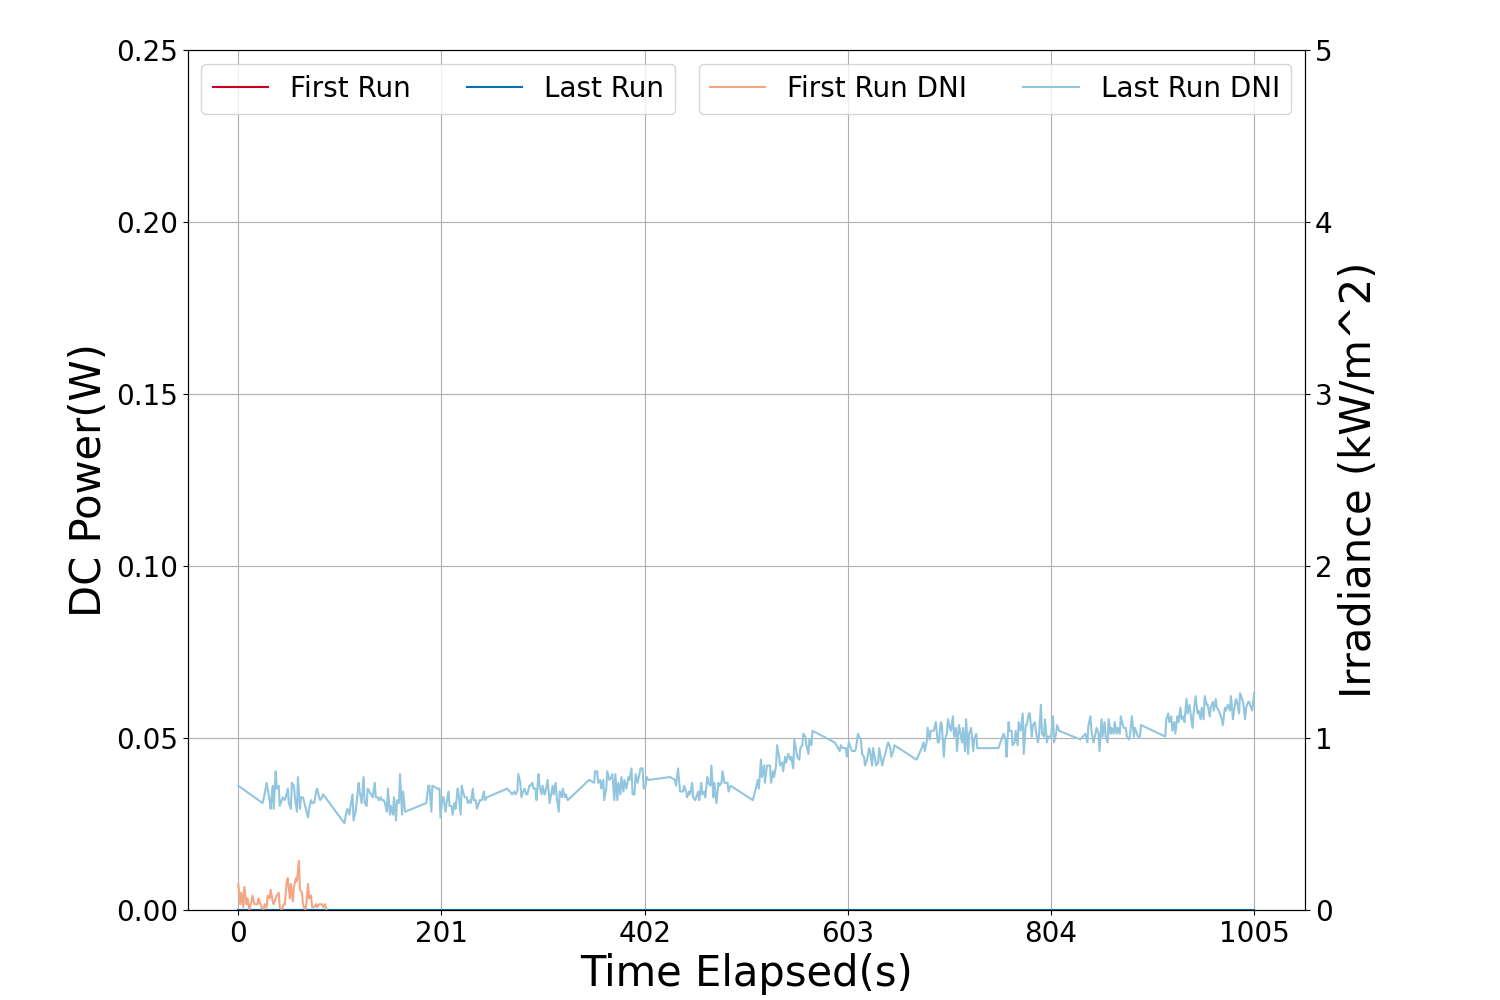 0.25
0.20
0.15
0.10
0.05
0.00
DC Power(W)
First Run
Last Run
First Run DNI
Last Run DNI
5
4
3
2
1
0
Irradiance (kW/m^2)
0
201
402
603
804
1005
Time Elapsed(s)